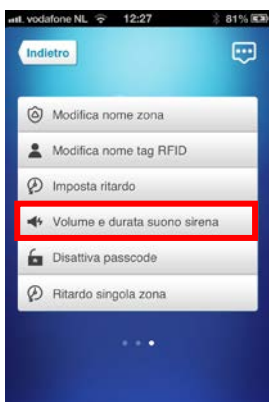 vodafone NL 12:27 81%
Indietro
Modifica nome zona
Modifica nome tag RFID
Imposta ritardo
Volume e durata suono sirena
Disattiva passcode
Ritardo singola zona